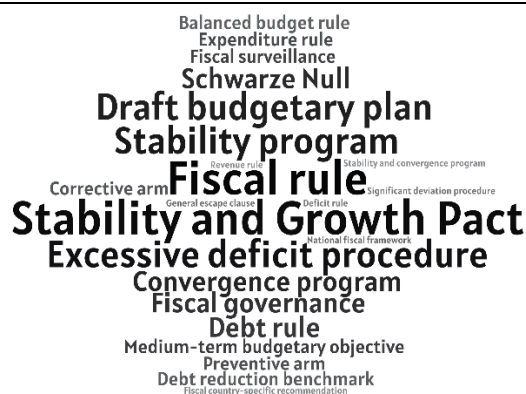 Balanced budget rule
Expenditure rule
Fiscal surveillance
Schwarze Null
Draft budgetary plan
Stability program
Revenue rule
Stability and convergence program
Corrective arm
Fiscal rule
Significant deviation procedure
General escape clause
Deficit rule
Stability and Growth Pact
National fiscal framework
Excessive deficit procedure
Convergence program
Fiscal governance
Debt rule
Medium-term budgetary objective
Preventive arm
Debt reduction benchmark
Fiscal country-specific recommendation